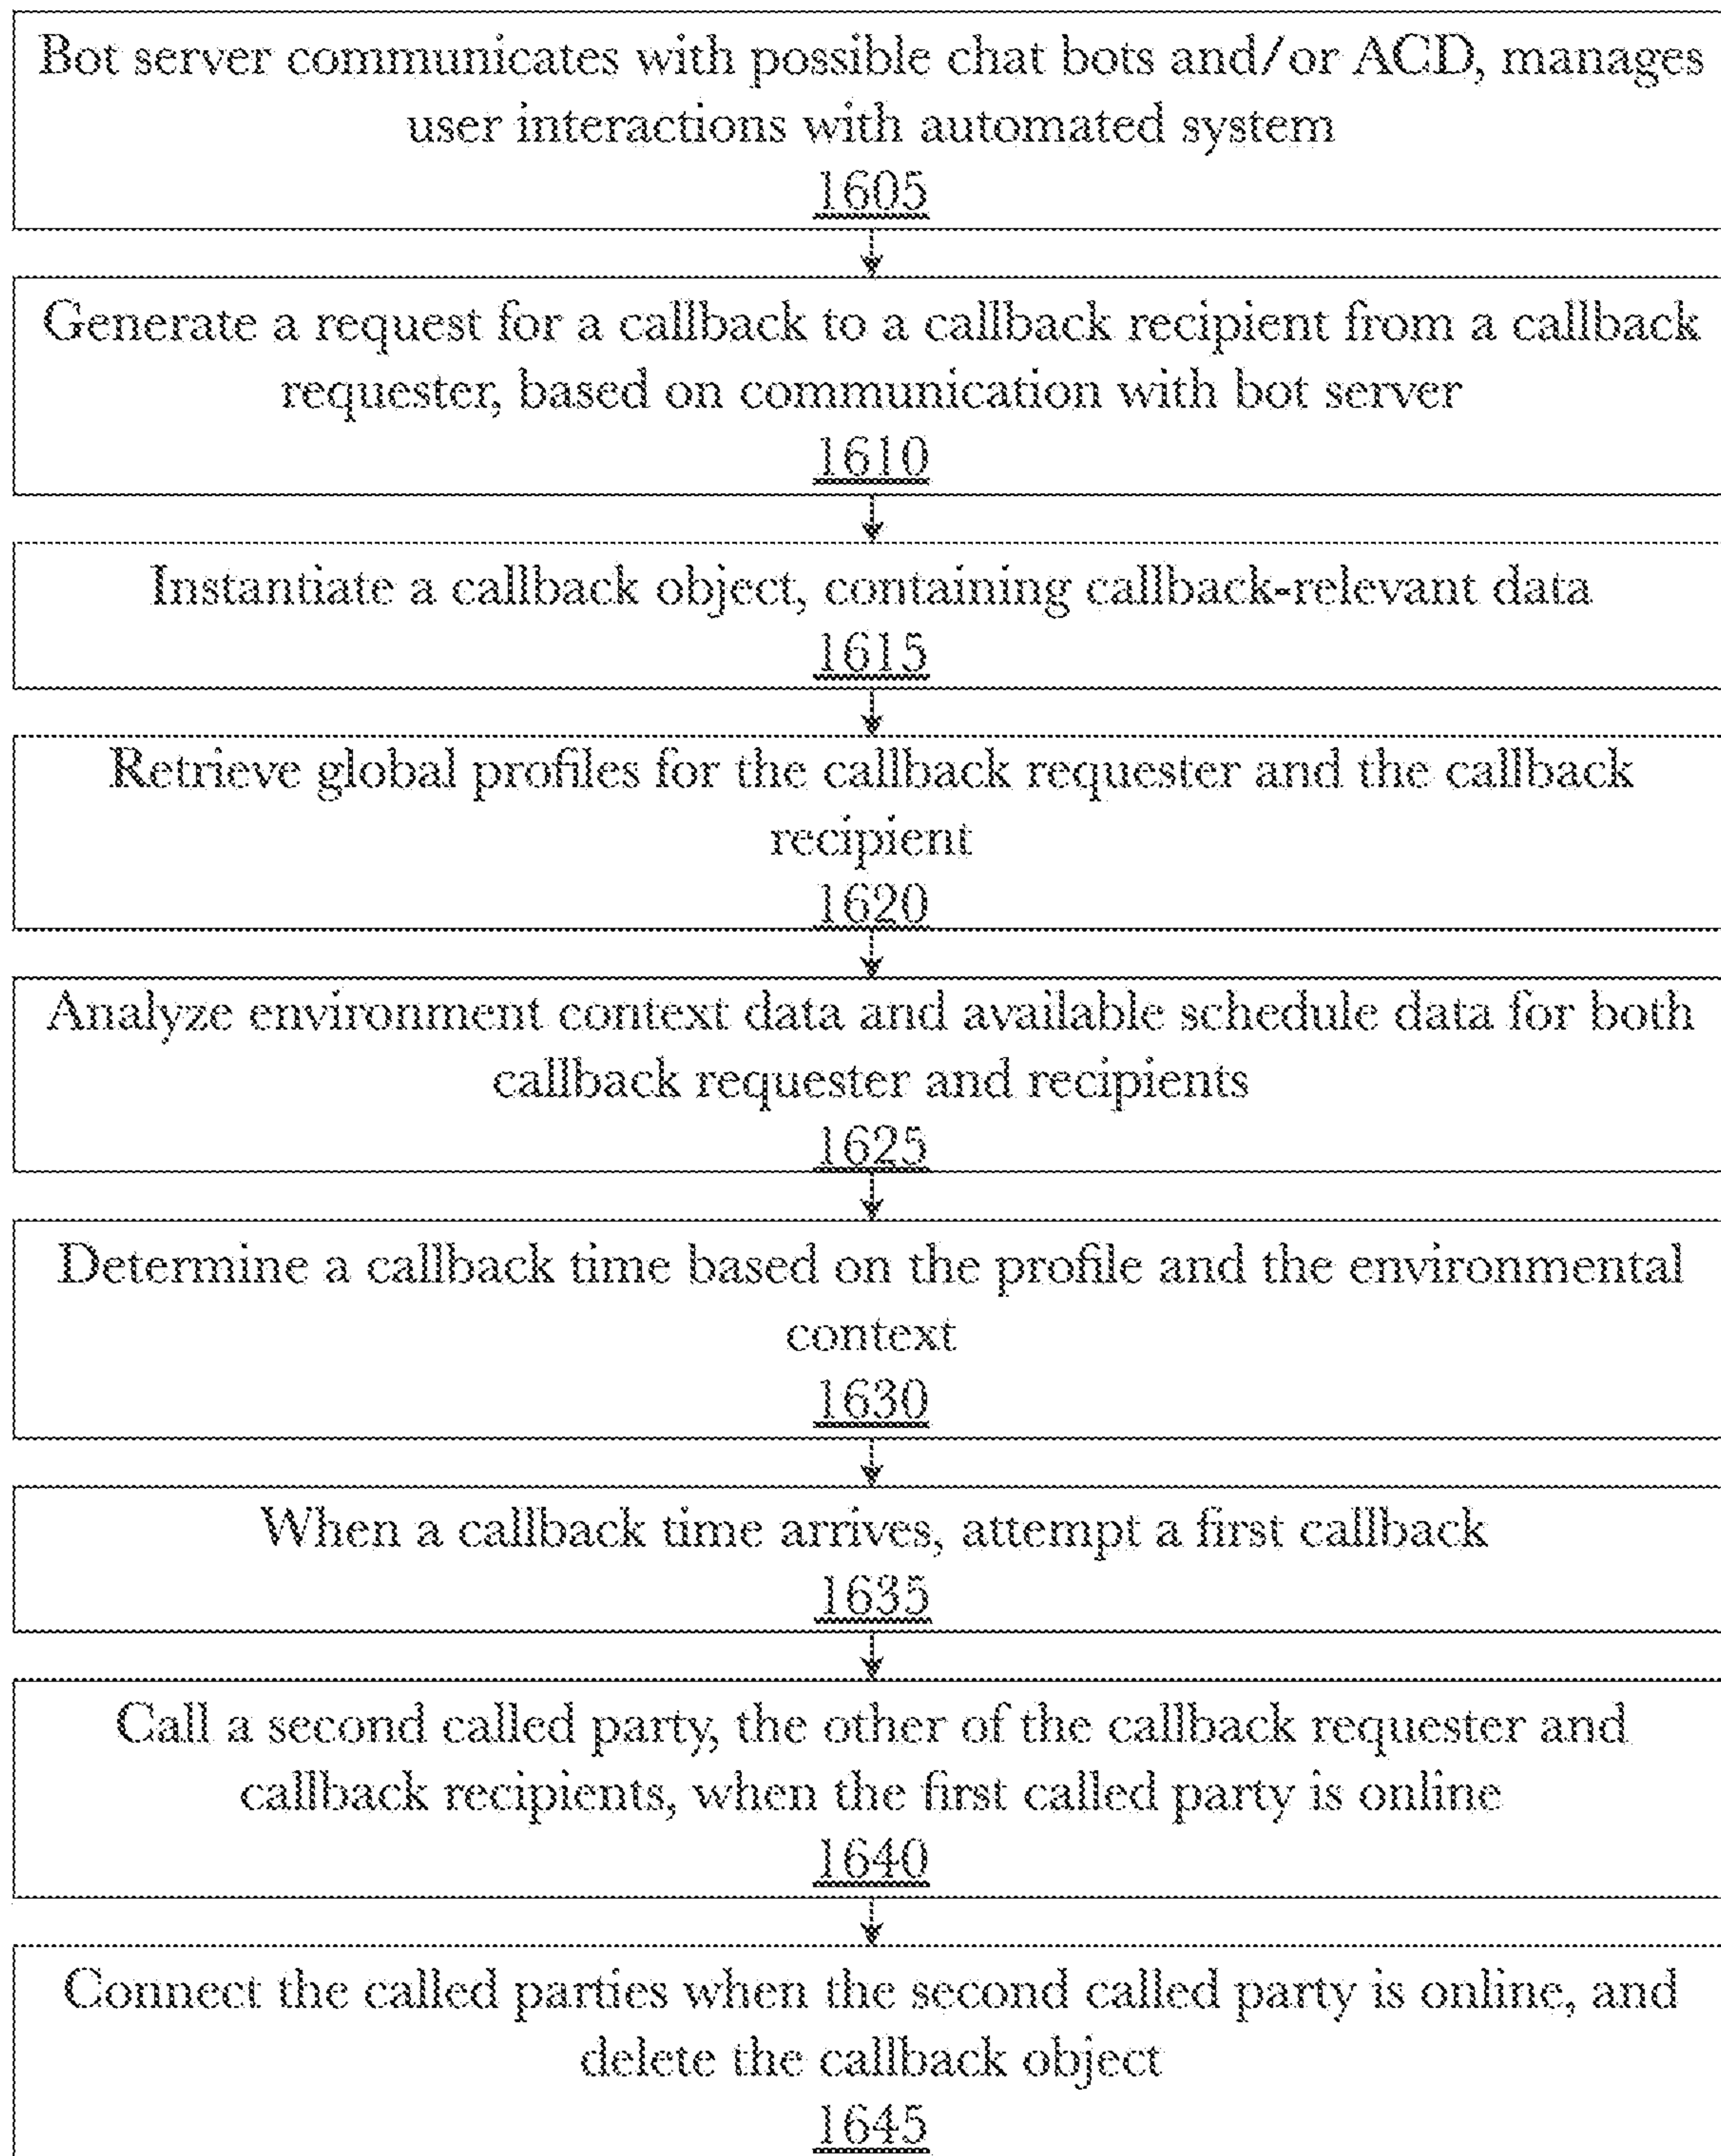 Bot server communicates with possible chat bots and/or ACD, manages
user interactions with automated system
1605
Generate a request for a callback to a callback recipient from a callback
requester, based on communication with bot server
1610
Instantiate a callback object, containing callback-relevant data
1615
Retrieve global profiles for the callback requester and the callback
recipient
1620
Analyze environment context data and available schedule data for both
callback requester and recipients
1625
Determine a callback time based on the profile and the environmental
context
1630
When a callback time arrives, attempt a first callback
1635
Call a second called party, the other of the callback requester and
callback recipients, when the first called party is online
1640
Connect the called parties when the second called party is online, and
delete the callback object
1645